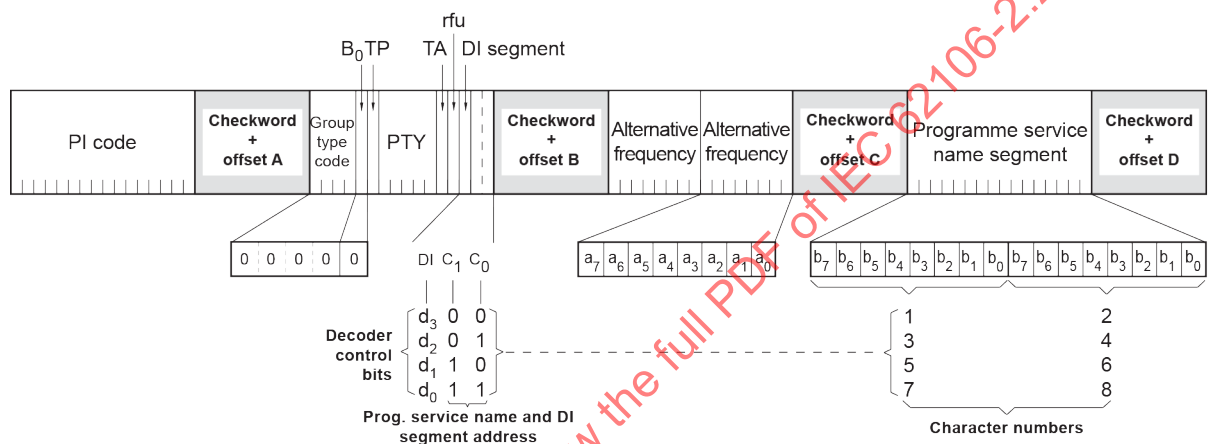 rfu
B0 TP TA DI segment
PI code
Checkword
+
offset A
Group
type
code
PTY
Checkword
+
offset B
Alternative
frequency
Alternative
frequency
Checkword
+
offset C
Programme service
name segment
Checkword
+
offset D
0 0 0 0 0
a7 a6 a5 a4 a3 a2 a1 a0
b7 b6 b5 b4 b3 b2 b1 b0 b7 b6 b5 b4 b3 b2 b1 b0
DI C1 C0
Decoder
control
bits
d3 0 0
d2 0 1
d1 1 0
d0 1 1
1 2
3 4
5 6
7 8
Prog. service name and DI
segment address
Character numbers
the full PDF of IEC 62106-2: